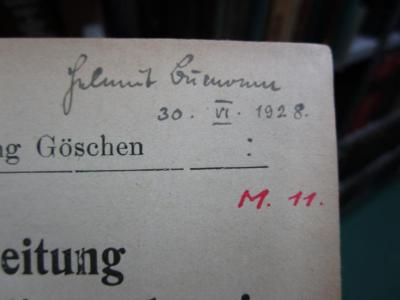 Helmut
30. VI. 1928.
ng Göschen :
M. 11.
eitung